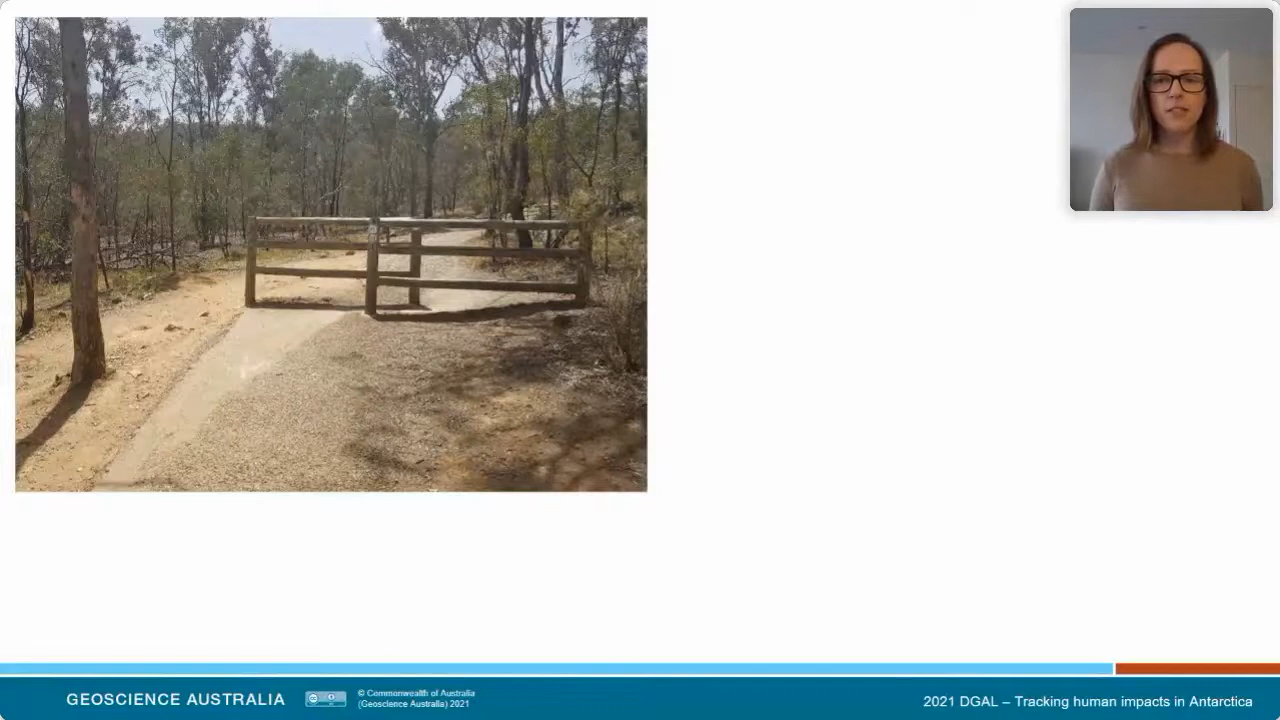 GEOSCIENCE AUSTRALIA
© Commonwealth of Australia
(Geoscience Australia) 2021
2021 DGAL – Tracking human impacts in Antarctica